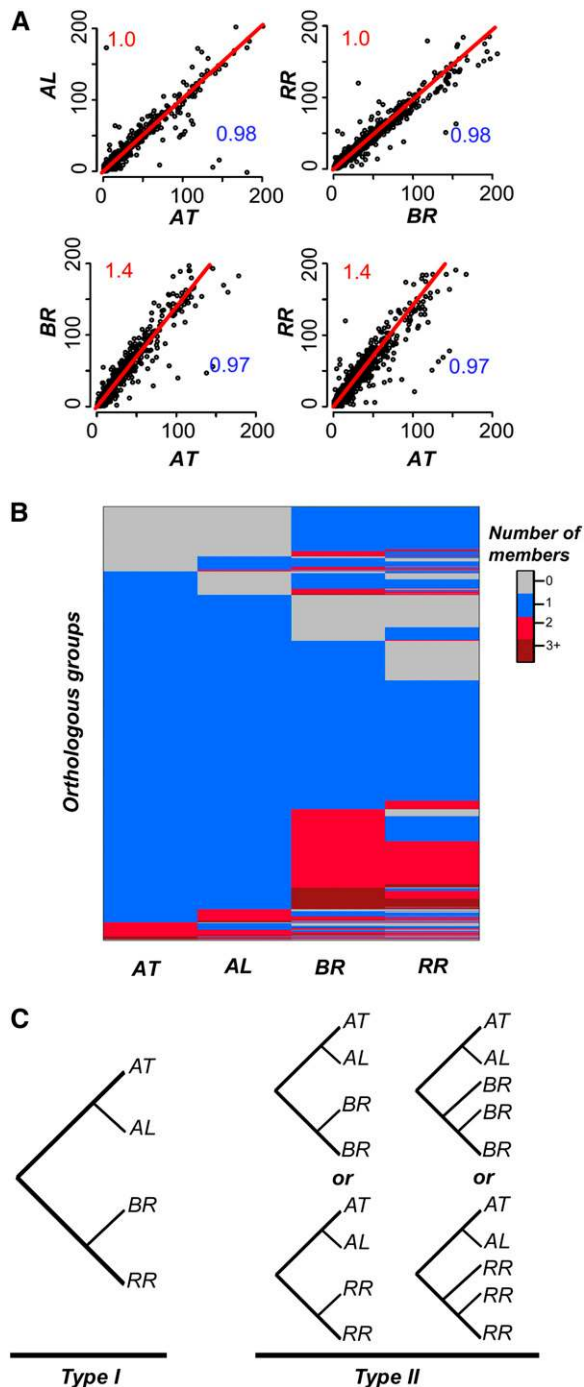 A
200
100
0
AL
1.0
0.98
0
100
200
AT
200
100
0
RR
1.0
0.98
0
100
200
BR
200
100
0
BR
1.4
0.97
0
100
200
AT
200
100
0
RR
1.4
0.97
0
100
200
AT
B
Orthologous groups
Number of
members
0
1
2
3+
AT AL BR RR
C
AT
AL
BR
RR
Type I
AT
AL
BR
BR
or
AT
AL
RR
RR
AT
AL
BR
BR
BR
or
AT
AL
RR
RR
RR
Type II